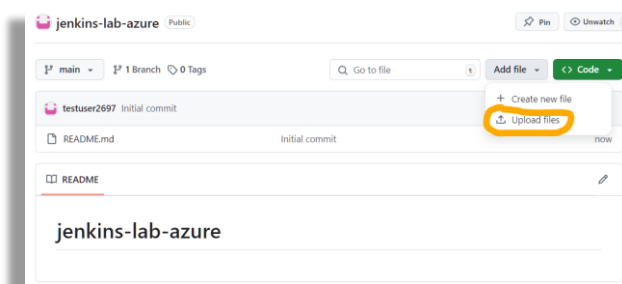 jenkins-lab-azure Public Pin Unwatch
main 1 Branch 0 Tags Go to file t Add file Code
Create new file
testuser2697 Initial commit
Upload files
README.md Initial commit now
README
jenkins-lab-azure